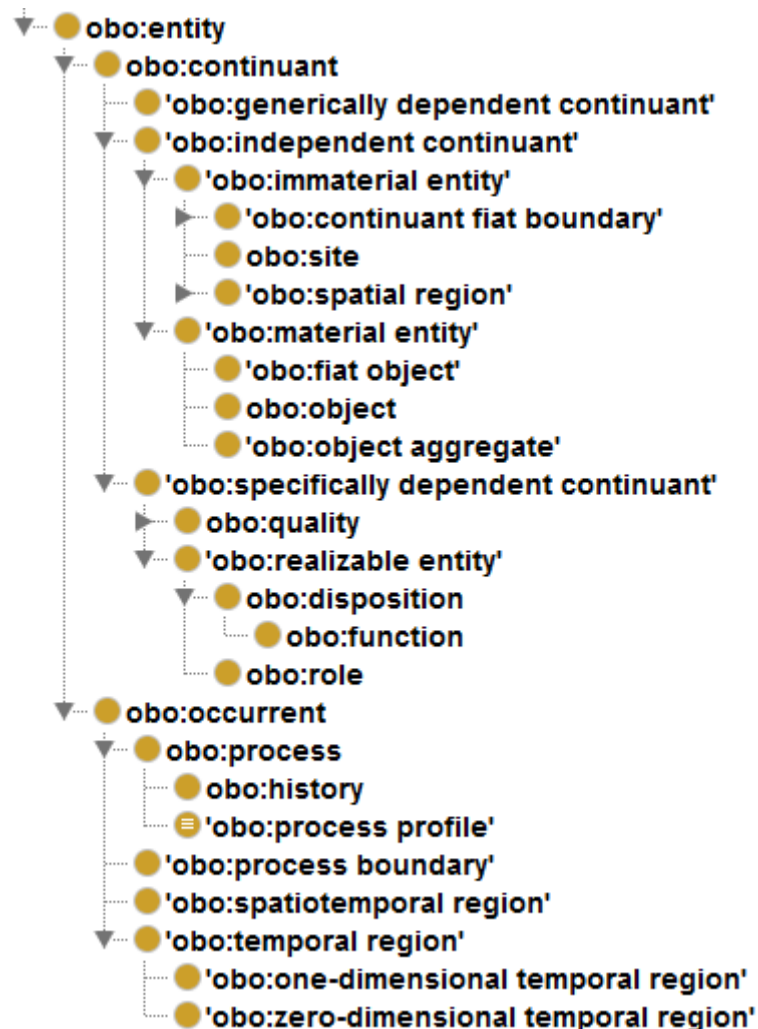 obo:entity
obo:continuant
'obo:generically dependent continuant'
'obo:independent continuant'
'obo:immaterial entity'
'obo:continuant fiat boundary'
obo:site
'obo:spatial region'
'obo:material entity'
'obo:fiat object'
obo:object
'obo:object aggregate'
'obo:specifically dependent continuant'
obo:quality
'obo:realizable entity'
obo:disposition
obo:function
obo:role
obo:occurrent
obo:process
obo:history
'obo:process profile'
'obo:process boundary'
'obo:spatiotemporal region'
'obo:temporal region'
'obo:one-dimensional temporal region'
'obo:zero-dimensional temporal region'